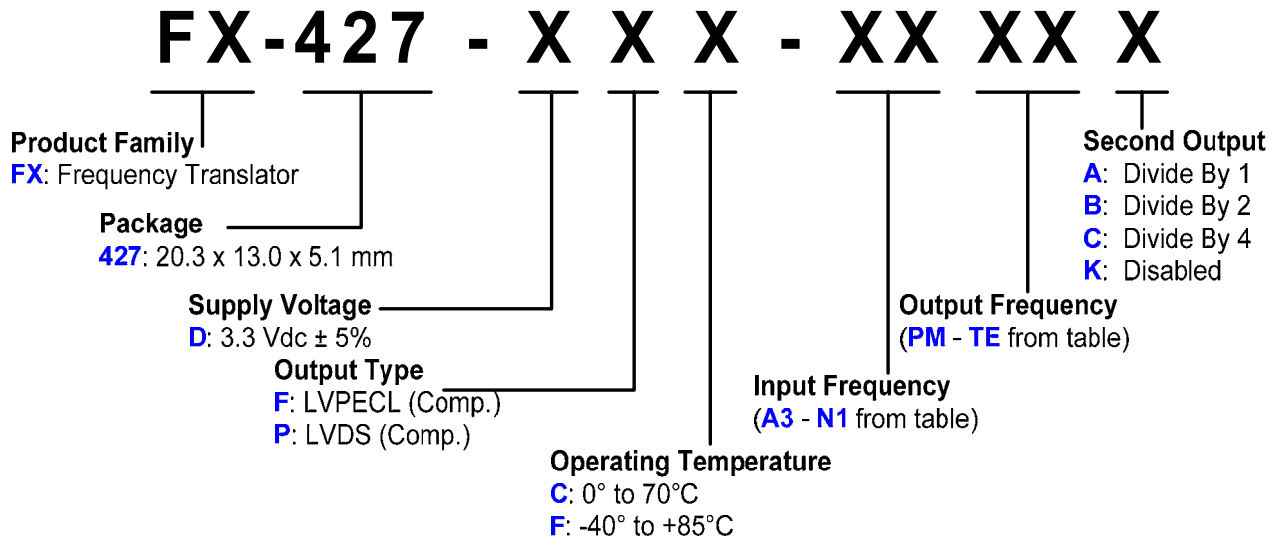 FX-427 - X X X - XX XX X
Product Family
FX: Frequency Translator
Package
427: 20.3 x 13.0 x 5.1 mm
Supply Voltage
D: 3.3 Vdc ± 5%
Output Type
F: LVPECL (Comp.)
P: LVDS (Comp.)
Operating Temperature
C: 0° to 70°C
F: -40° to +85°C
Input Frequency
(A3 - N1 from table)
Output Frequency
(PM - TE from table)
Second Output
A: Divide By 1
B: Divide By 2
C: Divide By 4
K: Disabled